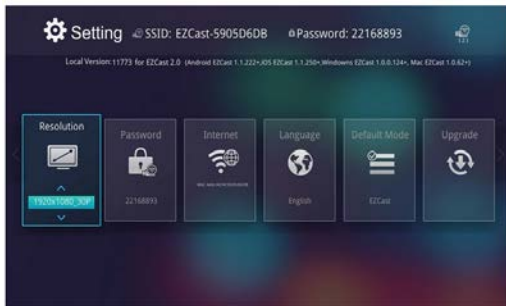 Setting SSID: EZCast-5905D6DB Password: 22168893
Local Version:11773 for EZCast 2.0 (Android EZCast 1.1.222+,iOS EZCast 1.1.250+,Windowns EZCast 1.0.0.124+, Mac EZCast 1.0.62+)
Resolution
Password
Internet
Language
Default Mode
Upgrade
1920x1080_30P
22168893
English
EZCast